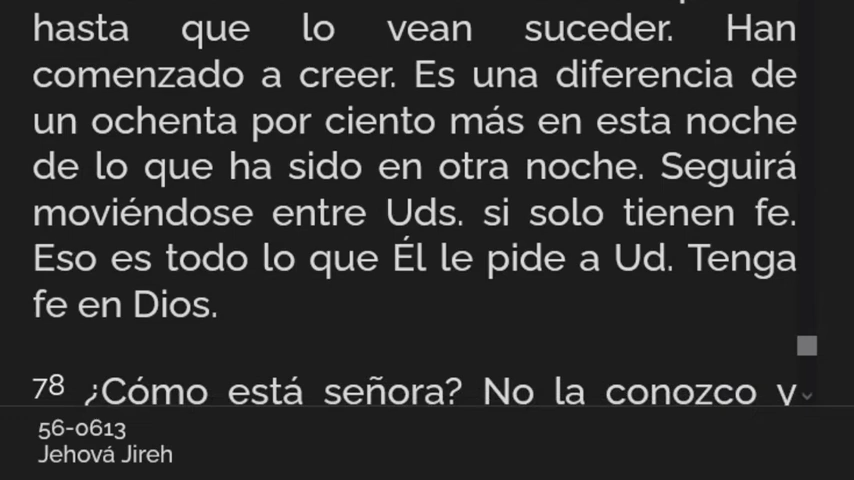 hasta que lo vean suceder. Han
comenzado a creer. Es una diferencia de
un ochenta por ciento más en esta noche
de lo que ha sido en otra noche. Seguirá
moviéndose entre Uds. si solo tienen fe.
Eso es todo lo que Él le pide a Ud. Tenga
fe en Dios.
78 ¿Cómo está señora? No la conozco y
56-0613
Jehová Jireh